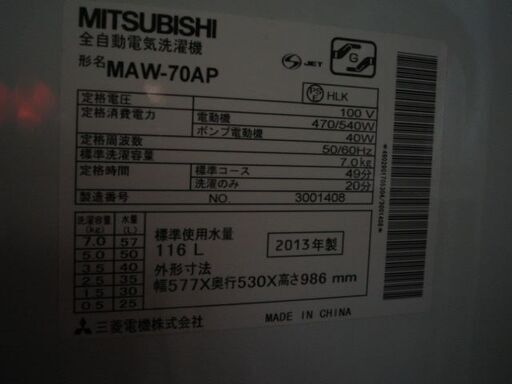 MITSUBISHI
全自動電気洗濯機
形名 MAW-70AP
JET
G
PS E HLK
定格電圧 100 V
定格消費電力 電動機 470/540W
ポンプ電動機 40W
定格周波数 50/60Hz
標準洗濯容量 7.0kg
定格時間 標準コース 49分
洗濯のみ 20分
製造番号 NO. 3001408
洗濯容量(kg) 水量(L)
7.0 57
5.0 50
3.5 40
2.5 35
1.5 30
0.5 25
標準使用水量
116 L
2013年製
外形寸法
幅577X奥行530X高さ986 mm
三菱電機株式会社
MADE IN CHINA